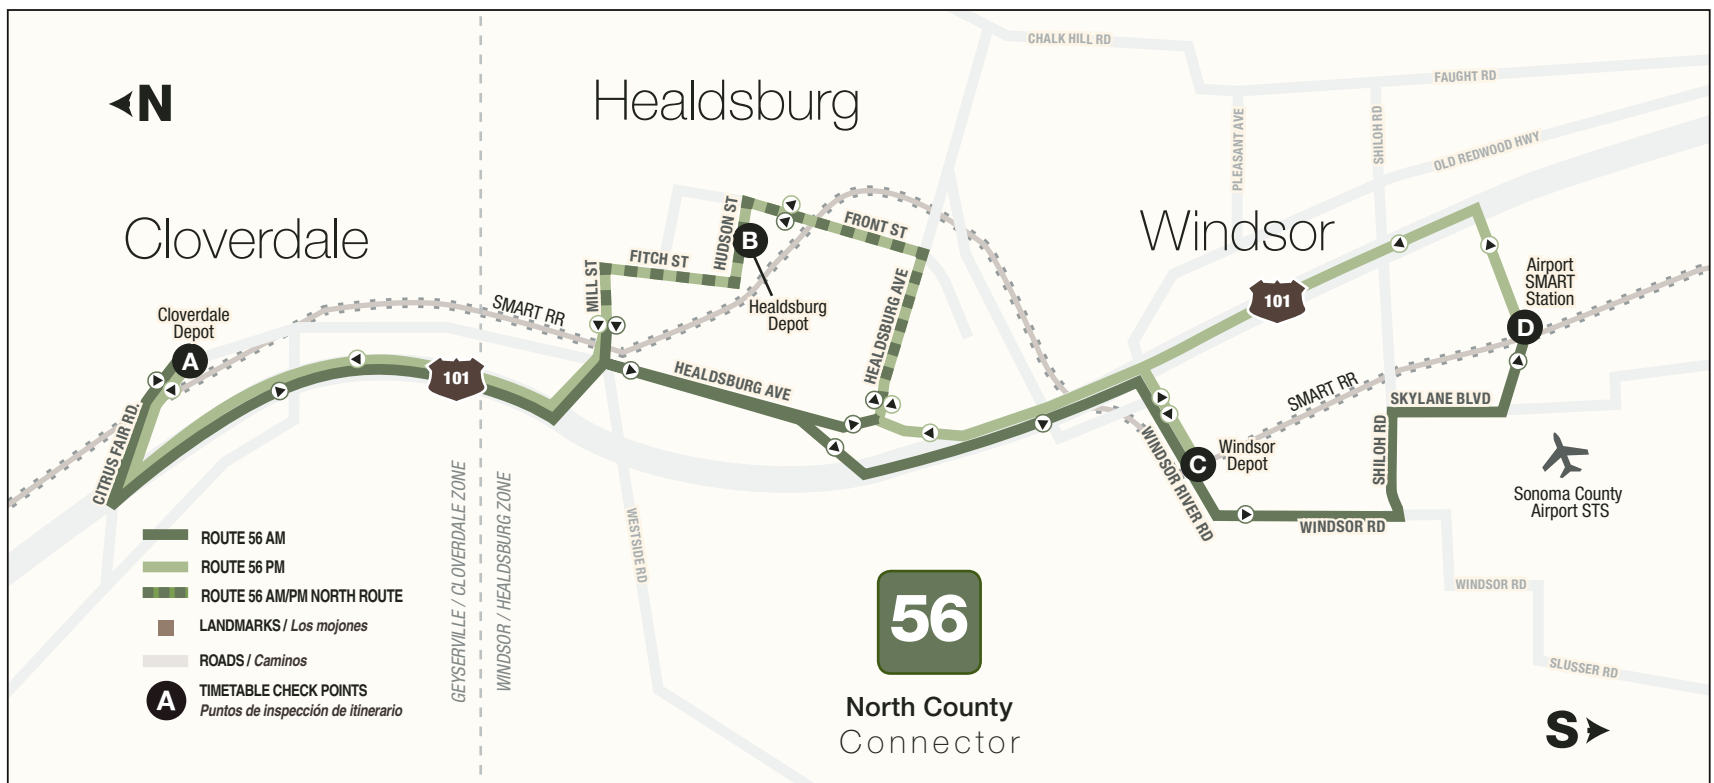 N
Healdsburg
CHALK HILL RD
FAUGHT RD
PLEASANT AVE
SHILOH RD
OLD REDWOOD HWY
Cloverdale
Windsor
HUDSON ST
B
FRONT ST
FITCH ST
MILL ST
Healdsburg
Depot
HEALDSBURG AVE
SMART RR
Cloverdale
Depot
A
101
HEALDSBURG AVE
101
Airport
SMART
Station
D
SMART RR
SKYLANE BLVD
SHILOH RD
Windsor
Depot
C
WINDSOR RIVER RD
WINDSOR RD
Sonoma County
Airport STS
CITRUS FAIR RD.
WESTSIDE RD
WINDSOR RD
SLUSSER RD
GEYSERVILLE / CLOVERDALE ZONE
WINDSOR / HEALDSBURG ZONE
ROUTE 56 AM
ROUTE 56 PM
ROUTE 56 AM/PM NORTH ROUTE
LANDMARKS / Los mojones
ROADS / Caminos
A
TIMETABLE CHECK POINTS
Puntos de inspección de itinerario
56
North County
Connector
S